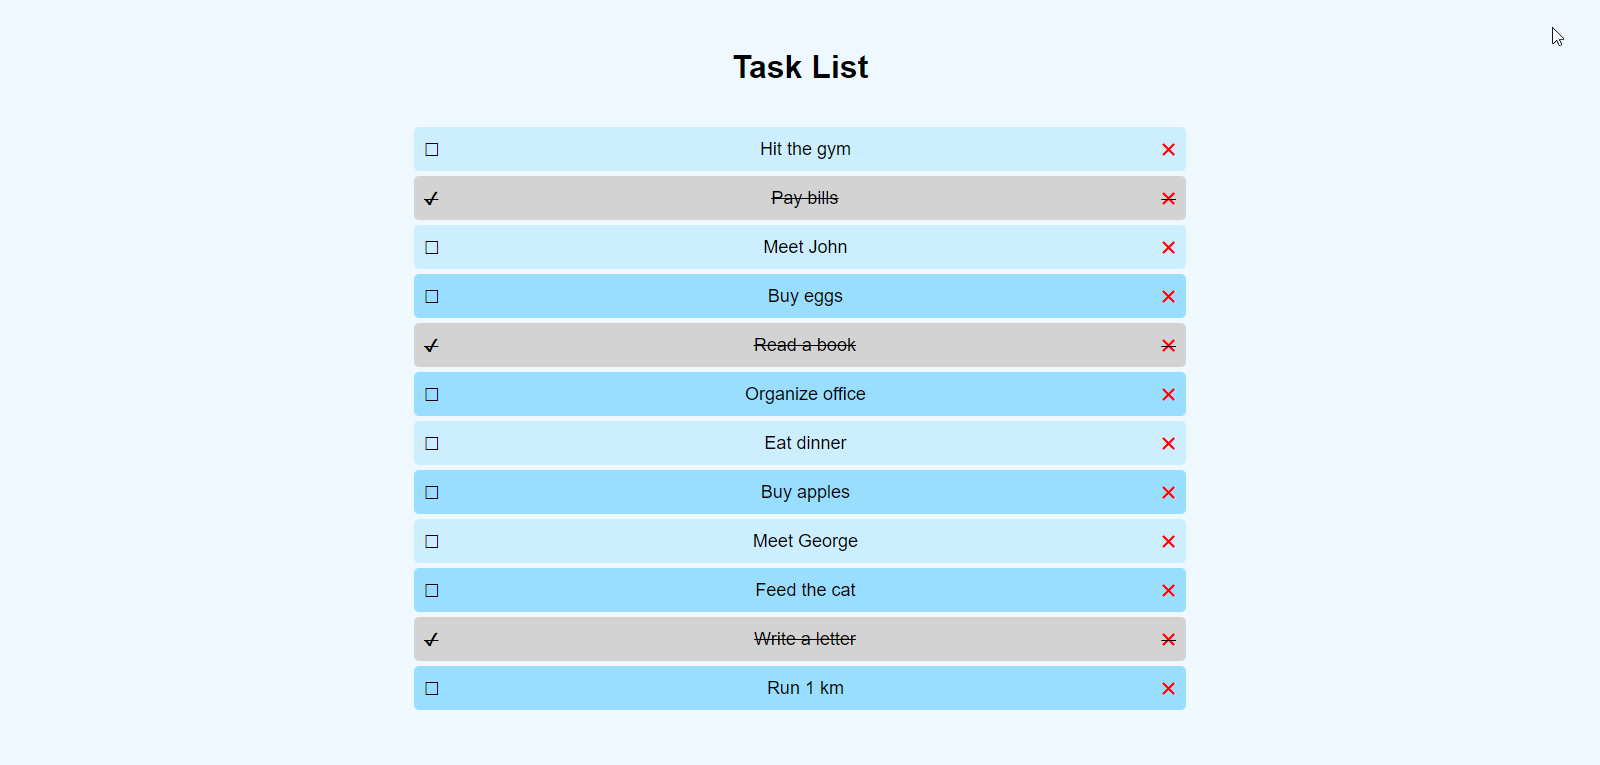 Task List
Hit the gym
Pay bills
Meet John
Buy eggs
Read a book
Organize office
Eat dinner
Buy apples
Meet George
Feed the cat
Write a letter
Run 1 km